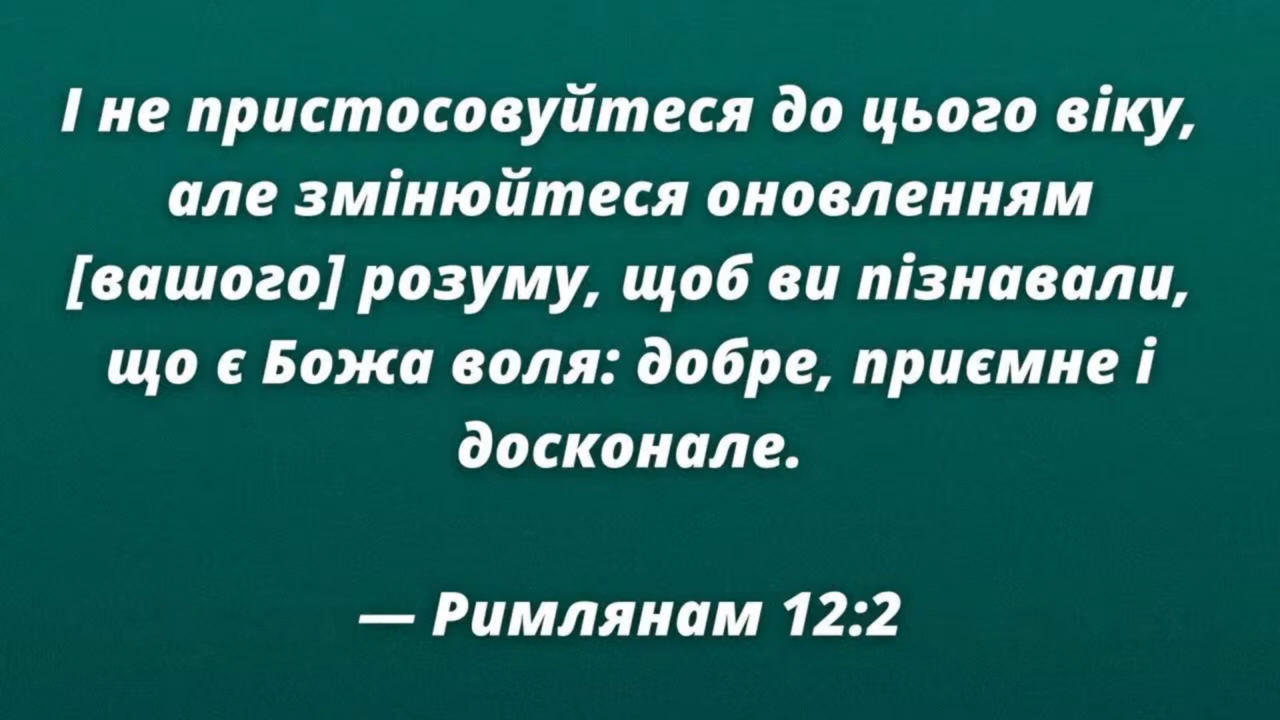 І не пристосовуйтеся до цього віку,
але змінюйтеся оновленням
[вашого] розуму, щоб ви пізнавали,
що є Божа воля: добре, приємне і
досконале.
— Римлянам 12:2